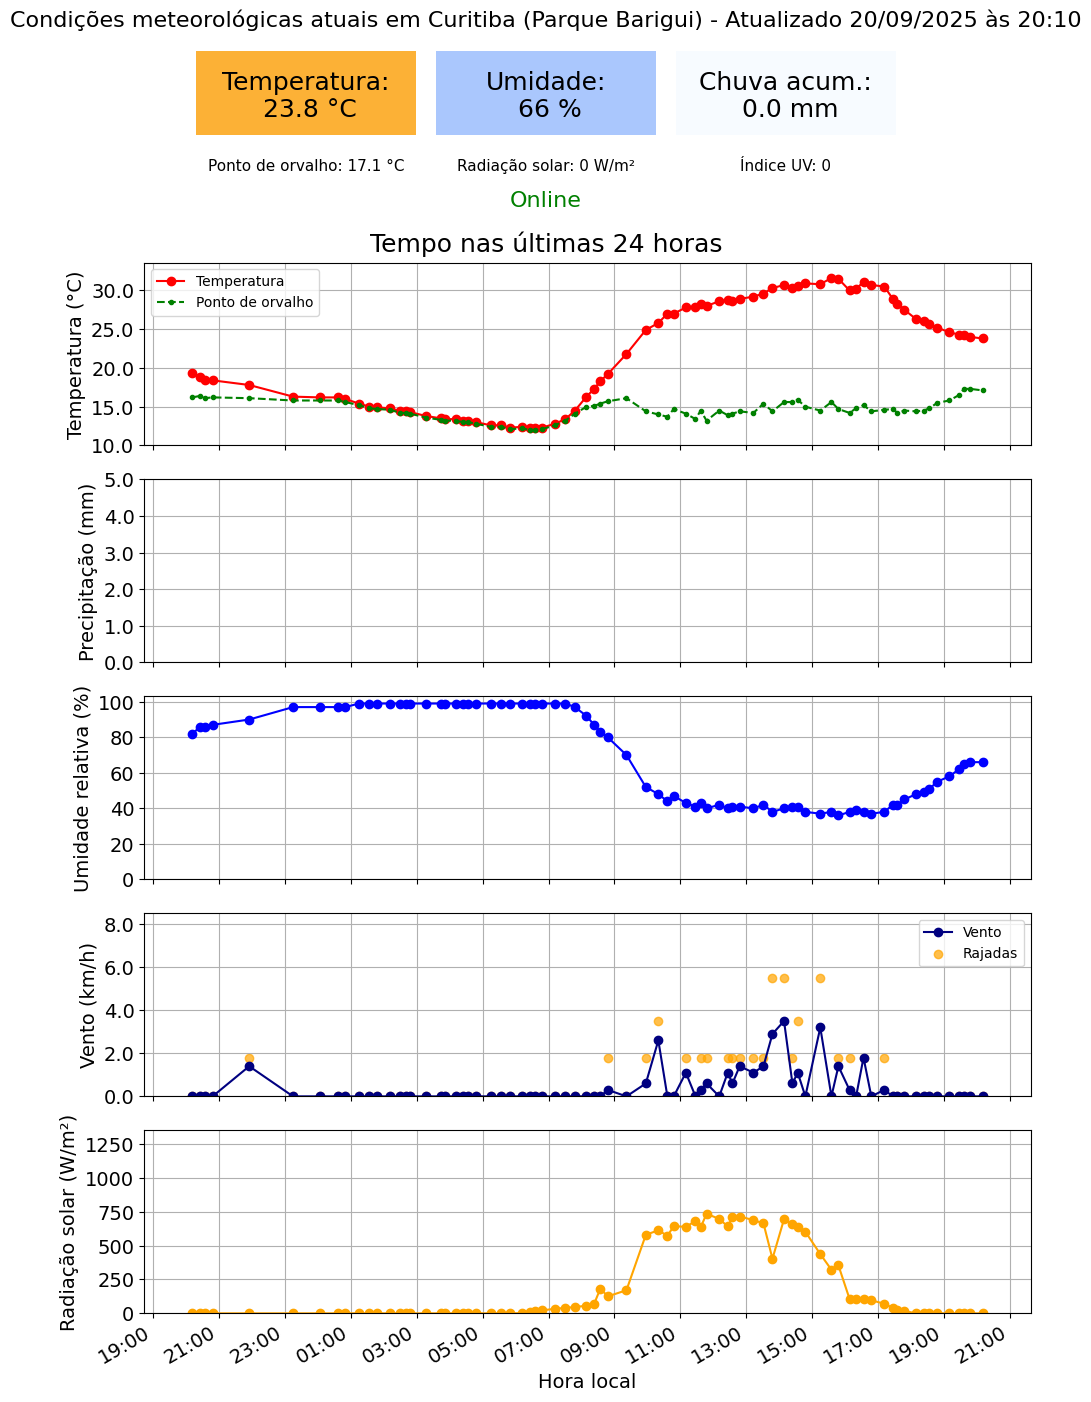 Condições meteorológicas atuais em Curitiba (Parque Barigui) - Atualizado 20/09/2025 às 20:10
Temperatura:
23.8 °C
Umidade:
66 %
Chuva acum.:
0.0 mm
Ponto de orvalho: 17.1 °C
Radiação solar: 0 W/m²
Índice UV: 0
Online
Tempo nas últimas 24 horas
Temperatura (°C)
30.0
25.0
20.0
15.0
10.0
Temperatura
Ponto de orvalho
Precipitação (mm)
5.0
4.0
3.0
2.0
1.0
0.0
Umidade relativa (%)
100
80
60
40
20
0
Vento (km/h)
8.0
6.0
4.0
2.0
0.0
Vento
Rajadas
Radiação solar (W/m²)
1250
1000
750
500
250
0
19:00
21:00
23:00
01:00
03:00
05:00
07:00
09:00
11:00
13:00
15:00
17:00
19:00
21:00
Hora local